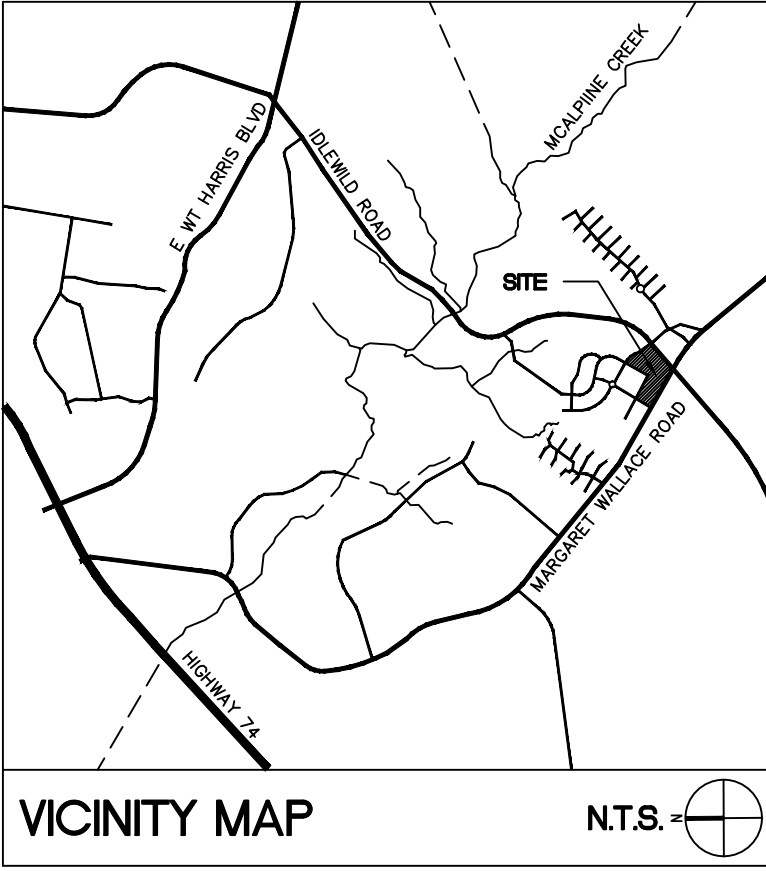 MCALPIINE CREEK
E WT HARRIS BLVD
IDLEWILD ROAD
SITE
MARGARET WALLACE ROAD
HIGHWAY 74
VICINITY MAP
N.T.S.
N